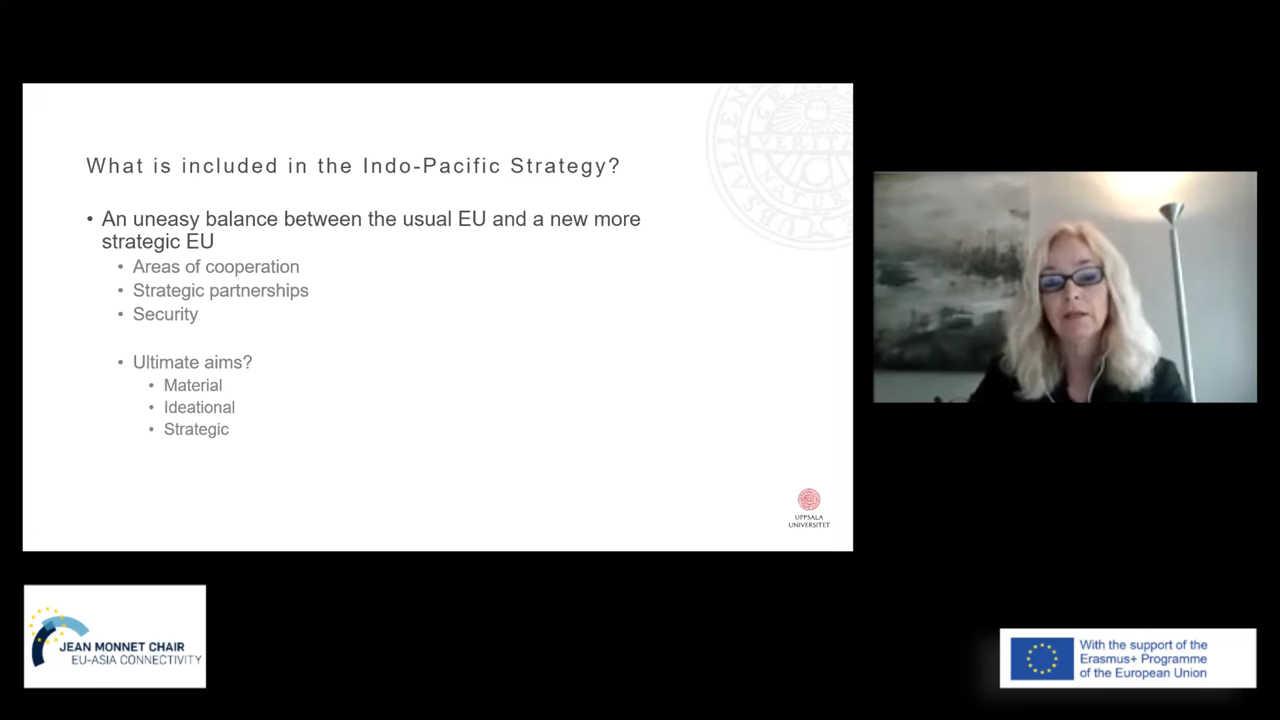 What is included in the Indo-Pacific Strategy?
• An uneasy balance between the usual EU and a new more
strategic EU
• Areas of cooperation
• Strategic partnerships
• Security
• Ultimate aims?
• Material
• Ideational
• Strategic
UPPSALA
UNIVERSITET
JEAN MONNET CHAIR
EU-ASIA CONNECTIVITY
With the support of the
Erasmus+ Programme
of the European Union